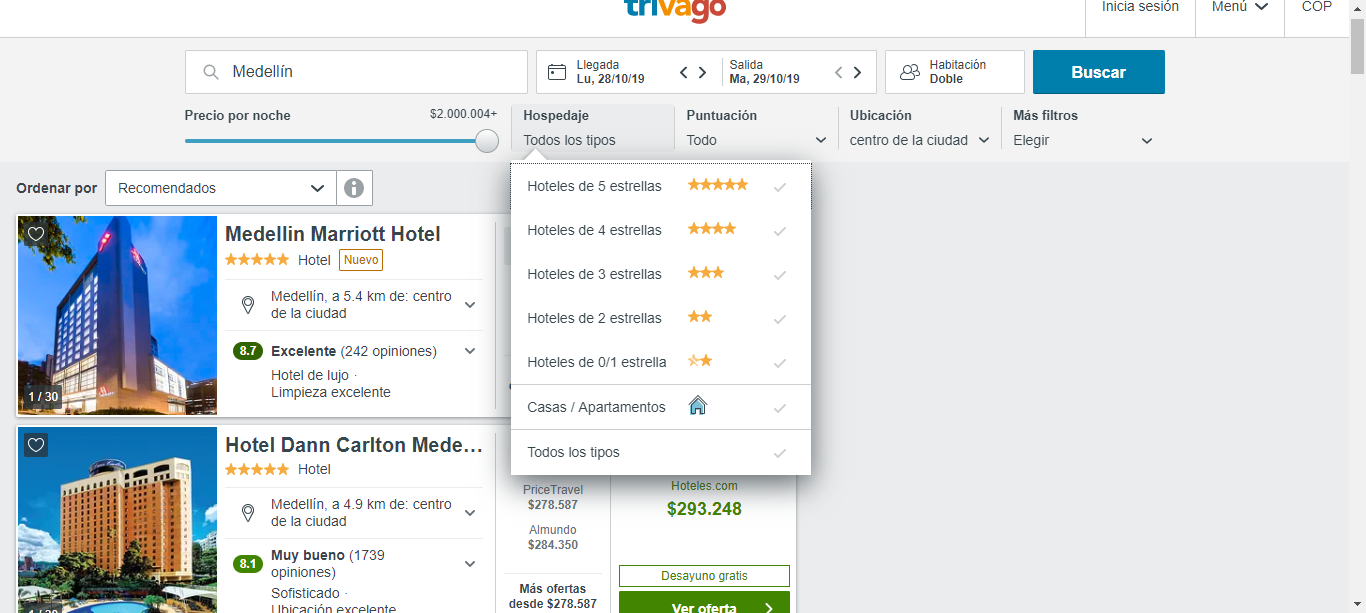 trivago
Inicia sesión
Menú
COP
Medellín
Llegada
Lu, 28/10/19
Salida
Ma, 29/10/19
Habitación
Doble
Buscar
Precio por noche
$2.000.004+
Hospedaje
Todos los tipos
Puntuación
Todo
Ubicación
centro de la ciudad
Más filtros
Elegir
Ordenar por
Recomendados
Hoteles de 5 estrellas
Hoteles de 4 estrellas
Hoteles de 3 estrellas
Hoteles de 2 estrellas
Hoteles de 0/1 estrella
Casas / Apartamentos
Todos los tipos
1 / 30
Medellin Marriott Hotel
Hotel
Nuevo
Medellín, a 5.4 km de: centro
de la ciudad
8.7 Excelente (242 opiniones)
Hotel de lujo ·
Limpieza excelente
1 / 30
Hotel Dann Carlton Mede...
Hotel
Medellín, a 4.9 km de: centro
de la ciudad
8.1 Muy bueno (1739
opiniones)
Sofisticado ·
Ubicación excelente
PriceTravel
$278.587
Almundo
$284.350
Más ofertas
desde $278.587
Hoteles.com
$293.248
Desayuno gratis
Ver oferta